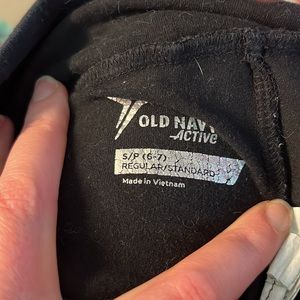 OLD NAVY
ACTIVE
S/P (6-7)
REGULAR/STANDARD
Made in Vietnam